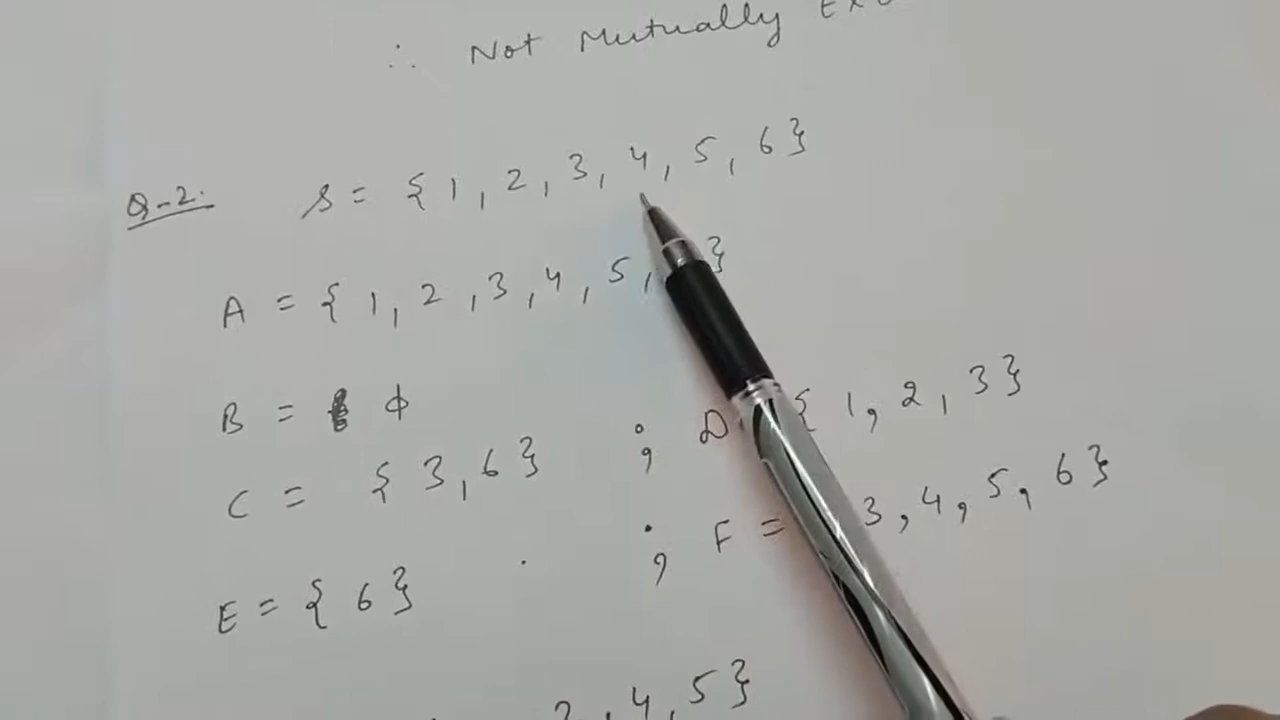 ∴ Not Mutually
Q-2. S = {1, 2, 3, 4, 5, 6}
A = {1, 2, 3, 4, 5, }
B = ϕ
C = {3, 6} ; D {1, 2, 3}
E = {6} ; F = 3, 4, 5, 6}
, 4, 5}